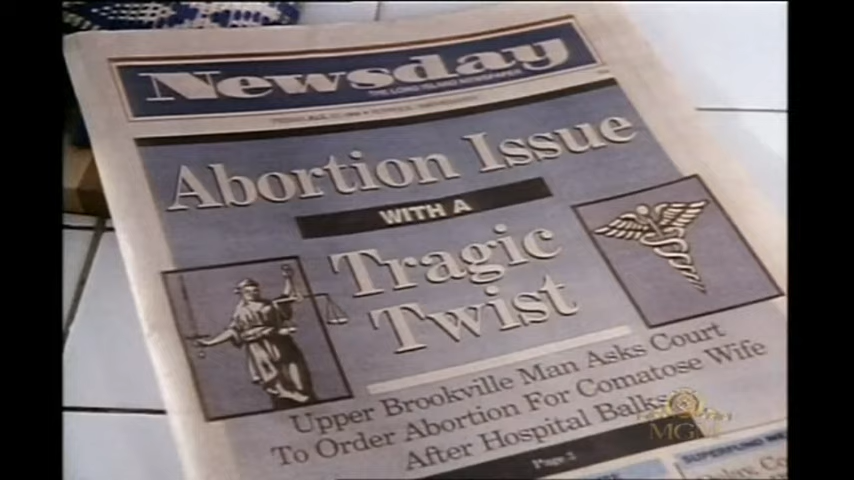 Newsday
THE LONG ISLAND NEWSPAPER
Abortion Issue
WITH A
Tragic
Twist
Upper Brookville Man Asks Court
To Order Abortion For Comatose Wife
After Hospital Balks
MGM
Page 3
SUPERFUND